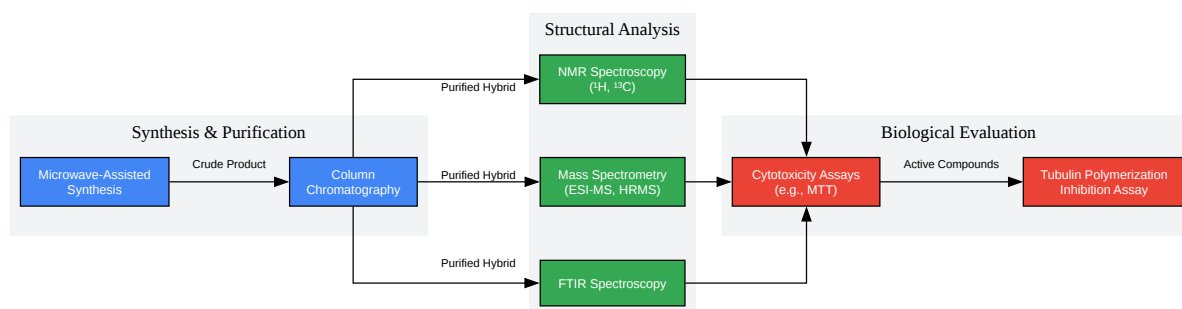 Structural Analysis
NMR Spectroscopy
(¹H, ¹³C)
Purified Hybrid
Synthesis & Purification
Biological Evaluation
Microwave-Assisted
Synthesis
Crude Product
Column
Chromatography
Purified Hybrid
Mass Spectrometry
(ESI-MS, HRMS)
Cytotoxicity Assays
(e.g., MTT)
Active Compounds
Tubulin Polymerization
Inhibition Assay
Purified Hybrid
FTIR Spectroscopy